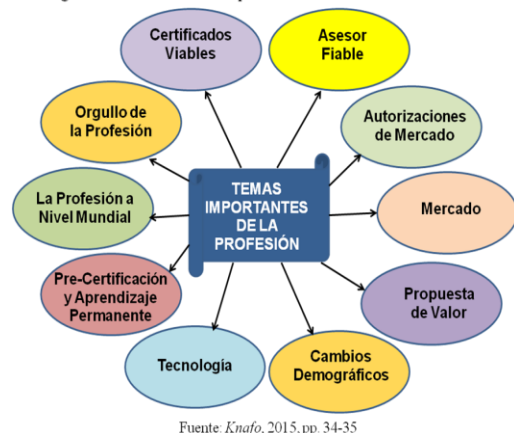 Certificados
Viables
Asesor
Fiable
Orgullo de
la Profesión
Autorizaciones
de Mercado
TEMAS
IMPORTANTES
DE LA
PROFESIÓN
La Profesión a
Nivel Mundial
Mercado
Pre-Certificación
y Aprendizaje
Permanente
Propuesta
de Valor
Tecnología
Cambios
Demográficos
Fuente: Knafo, 2015, pp. 34-35